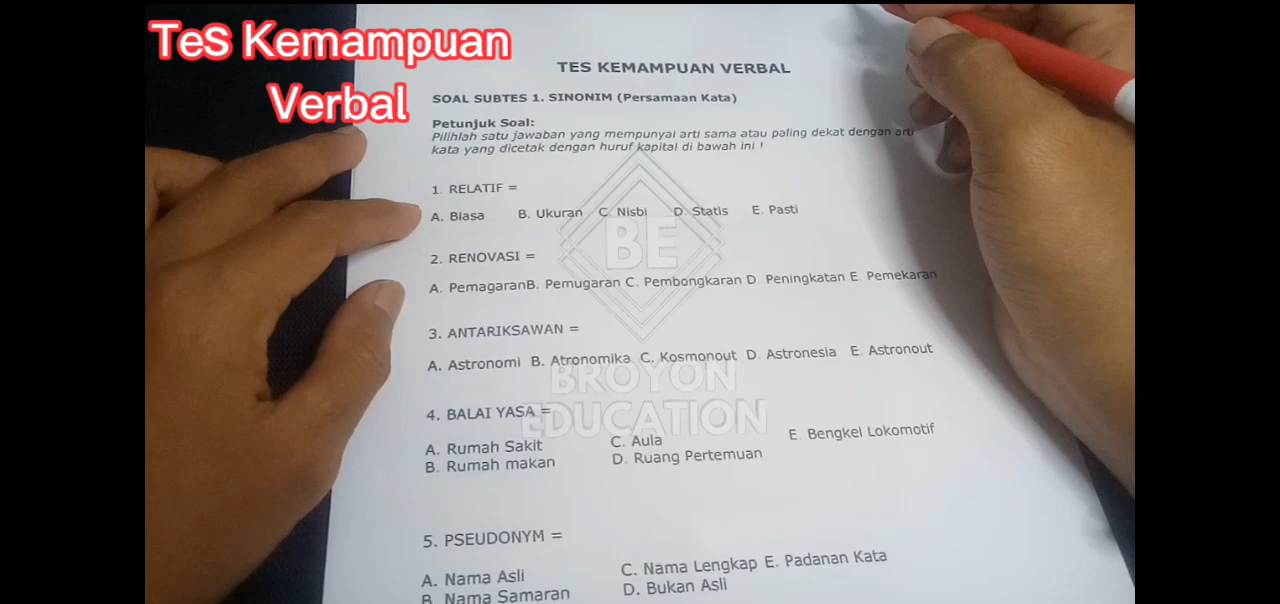 Tes Kemampuan
Verbal
TES KEMAMPUAN VERBAL
SOAL SUBTES 1. SINONIM (Persamaan Kata)
Petunjuk Soal:
Pilihlah satu jawaban yang mempunyai arti sama atau paling dekat dengan arti
kata yang dicetak dengan huruf kapital di bawah ini !
1. RELATIF =
A. Biasa B. Ukuran C. Nisbi D. Statis E. Pasti
2. RENOVASI =
A. PemagaranB. Pemugaran C. Pembongkaran D. Peningkatan E Pemekaran
3. ANTARIKSAWAN =
A. Astronomi B. Atronomika C. Kosmonout D. Astronesia E. Astronout
4. BALAI YASA =
A. Rumah Sakit C. Aula E. Bengkel Lokomotif
B. Rumah makan D. Ruang Pertemuan
5. PSEUDONYM =
A. Nama Asli C. Nama Lengkap E. Padanan Kata
B. Nama Samaran D. Bukan Asli
BE
BROYON
EDUCATION